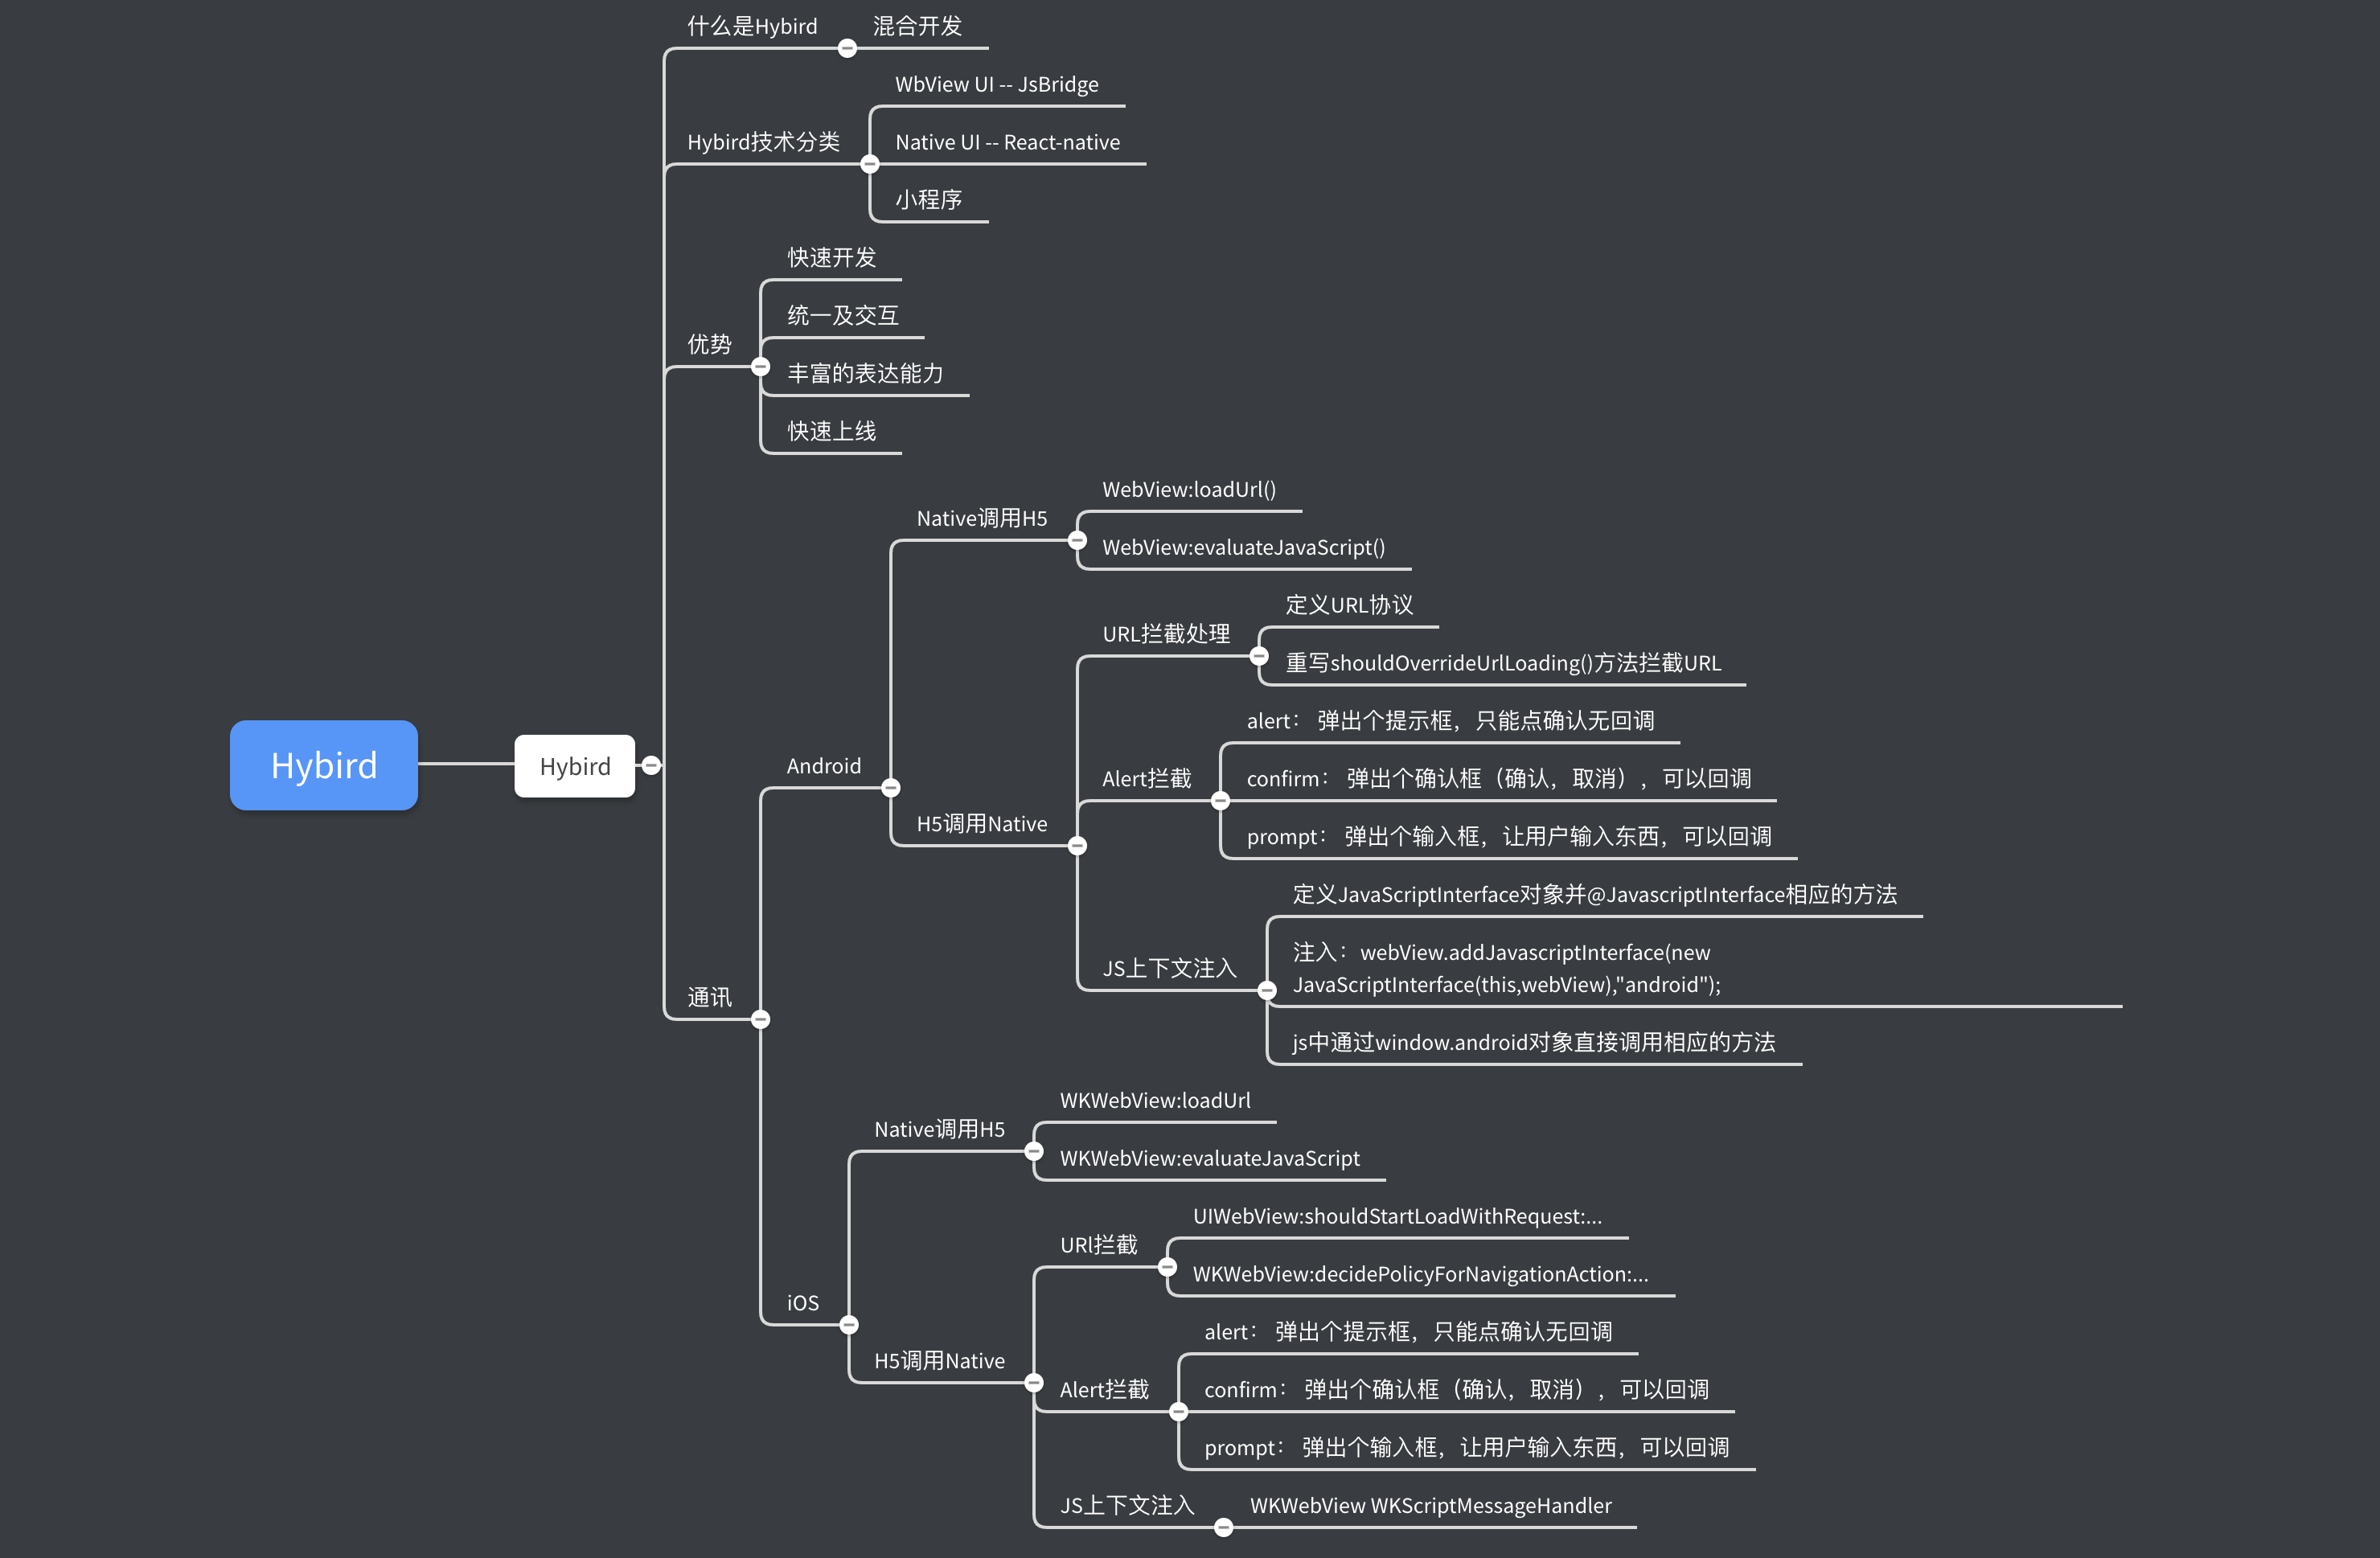 Hybird
Hybird
什么是Hybird
混合开发
Hybird技术分类
WbView UI -- JsBridge
Native UI -- React-native
小程序
优势
快速开发
统一及交互
丰富的表达能力
快速上线
通讯
Android
Native调用H5
WebView:loadUrl()
WebView:evaluateJavaScript()
H5调用Native
URL拦截处理
定义URL协议
重写shouldOverrideUrlLoading()方法拦截URL
Alert拦截
alert： 弹出个提示框，只能点确认无回调
confirm： 弹出个确认框（确认，取消），可以回调
prompt： 弹出个输入框，让用户输入东西，可以回调
JS上下文注入
定义JavaScriptInterface对象并@JavascriptInterface相应的方法
注入：webView.addJavascriptInterface(new
JavaScriptInterface(this,webView),"android");
js中通过window.android对象直接调用相应的方法
iOS
Native调用H5
WKWebView:loadUrl
WKWebView:evaluateJavaScript
H5调用Native
URl拦截
UIWebView:shouldStartLoadWithRequest:...
WKWebView:decidePolicyForNavigationAction:...
Alert拦截
alert： 弹出个提示框，只能点确认无回调
confirm： 弹出个确认框（确认，取消），可以回调
prompt： 弹出个输入框，让用户输入东西，可以回调
JS上下文注入
WKWebView WKScriptMessageHandler